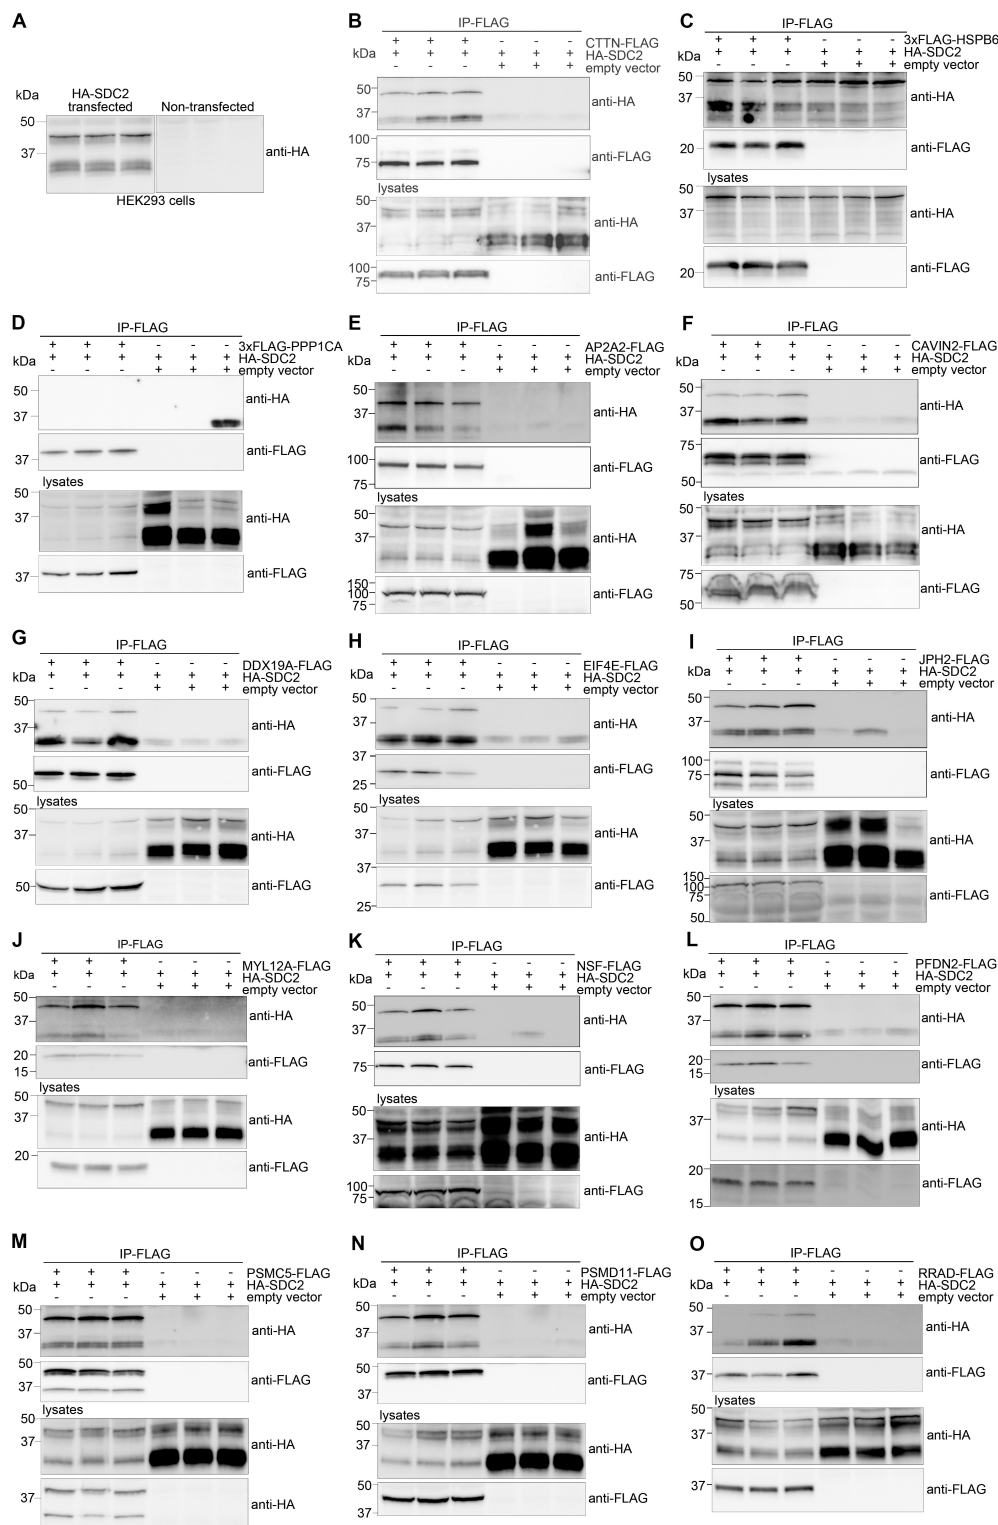 A
HA-SDC2 transfected
Non-transfected
kDa
50
37
anti-HA
HEK293 cells
B
IP-FLAG
kDa
+ + + - - - CTTN-FLAG
+ + + + + + HA-SDC2
- - - + + + empty vector
50
37
anti-HA
100
75
anti-FLAG
lysates
50
37
anti-HA
100
75
anti-FLAG
C
IP-FLAG
kDa
+ + + - - - 3xFLAG-HSPB6
+ + + + + + HA-SDC2
- - - + + + empty vector
50
37
anti-HA
20
anti-FLAG
lysates
50
37
anti-HA
20
anti-FLAG
D
IP-FLAG
kDa
+ + + - - - 3xFLAG-PPP1CA
+ + + + + + HA-SDC2
- - - + + + empty vector
50
37
anti-HA
37
anti-FLAG
lysates
50
37
anti-HA
37
anti-FLAG
E
IP-FLAG
kDa
+ + + - - - AP2A2-FLAG
+ + + + + + HA-SDC2
- - - + + + empty vector
50
37
anti-HA
100
75
anti-FLAG
lysates
50
37
anti-HA
150
100
75
anti-FLAG
F
IP-FLAG
kDa
+ + + - - - CAVIN2-FLAG
+ + + + + + HA-SDC2
- - - + + + empty vector
50
37
anti-HA
75
50
anti-FLAG
lysates
50
37
anti-HA
75
50
anti-FLAG
G
IP-FLAG
kDa
+ + + - - - DDX19A-FLAG
+ + + + + + HA-SDC2
- - - + + + empty vector
50
37
anti-HA
50
anti-FLAG
lysates
50
37
anti-HA
50
anti-FLAG
H
IP-FLAG
kDa
+ + + - - - EIF4E-FLAG
+ + + + + + HA-SDC2
- - - + + + empty vector
50
37
anti-HA
37
25
anti-FLAG
lysates
50
37
anti-HA
37
25
anti-FLAG
I
IP-FLAG
kDa
+ + + - - - JPH2-FLAG
+ + + + + + HA-SDC2
- - - + + + empty vector
50
37
anti-HA
100
75
anti-FLAG
lysates
50
37
anti-HA
150
100
75
50
anti-FLAG
J
IP-FLAG
kDa
+ + + - - - MYL12A-FLAG
+ + + + + + HA-SDC2
- - - + + + empty vector
50
37
anti-HA
20
15
anti-FLAG
lysates
50
37
anti-HA
20
anti-FLAG
K
IP-FLAG
kDa
+ + + - - - NSF-FLAG
+ + + + + + HA-SDC2
- - - + + + empty vector
50
37
anti-HA
75
anti-FLAG
lysates
50
37
anti-HA
100
75
anti-FLAG
L
IP-FLAG
kDa
+ + + - - - PFDN2-FLAG
+ + + + + + HA-SDC2
- - - + + + empty vector
50
37
anti-HA
20
15
anti-FLAG
lysates
37
anti-HA
20
15
anti-FLAG
M
IP-FLAG
kDa
+ + + - - - PSMC5-FLAG
+ + + + + + HA-SDC2
- - - + + + empty vector
50
37
anti-HA
50
37
anti-FLAG
lysates
50
37
anti-HA
50
37
anti-HA
N
IP-FLAG
kDa
+ + + - - - PSMD11-FLAG
+ + + + + + HA-SDC2
- - - + + + empty vector
50
37
anti-HA
50
37
anti-FLAG
lysates
50
37
anti-HA
50
37
anti-FLAG
O
IP-FLAG
kDa
+ + + - - - RRAD-FLAG
+ + + + + + HA-SDC2
- - - + + + empty vector
50
37
anti-HA
37
anti-FLAG
lysates
50
37
anti-HA
37
anti-FLAG